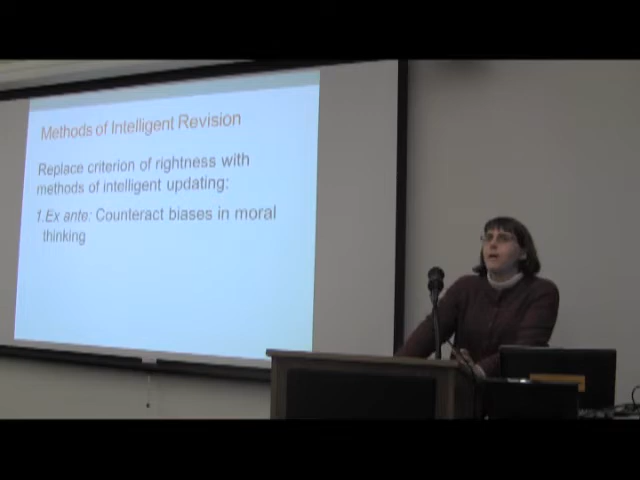 Methods of Intelligent Revision
Replace criterion of rightness with
methods of intelligent updating:
1.Ex ante: Counteract biases in moral
thinking